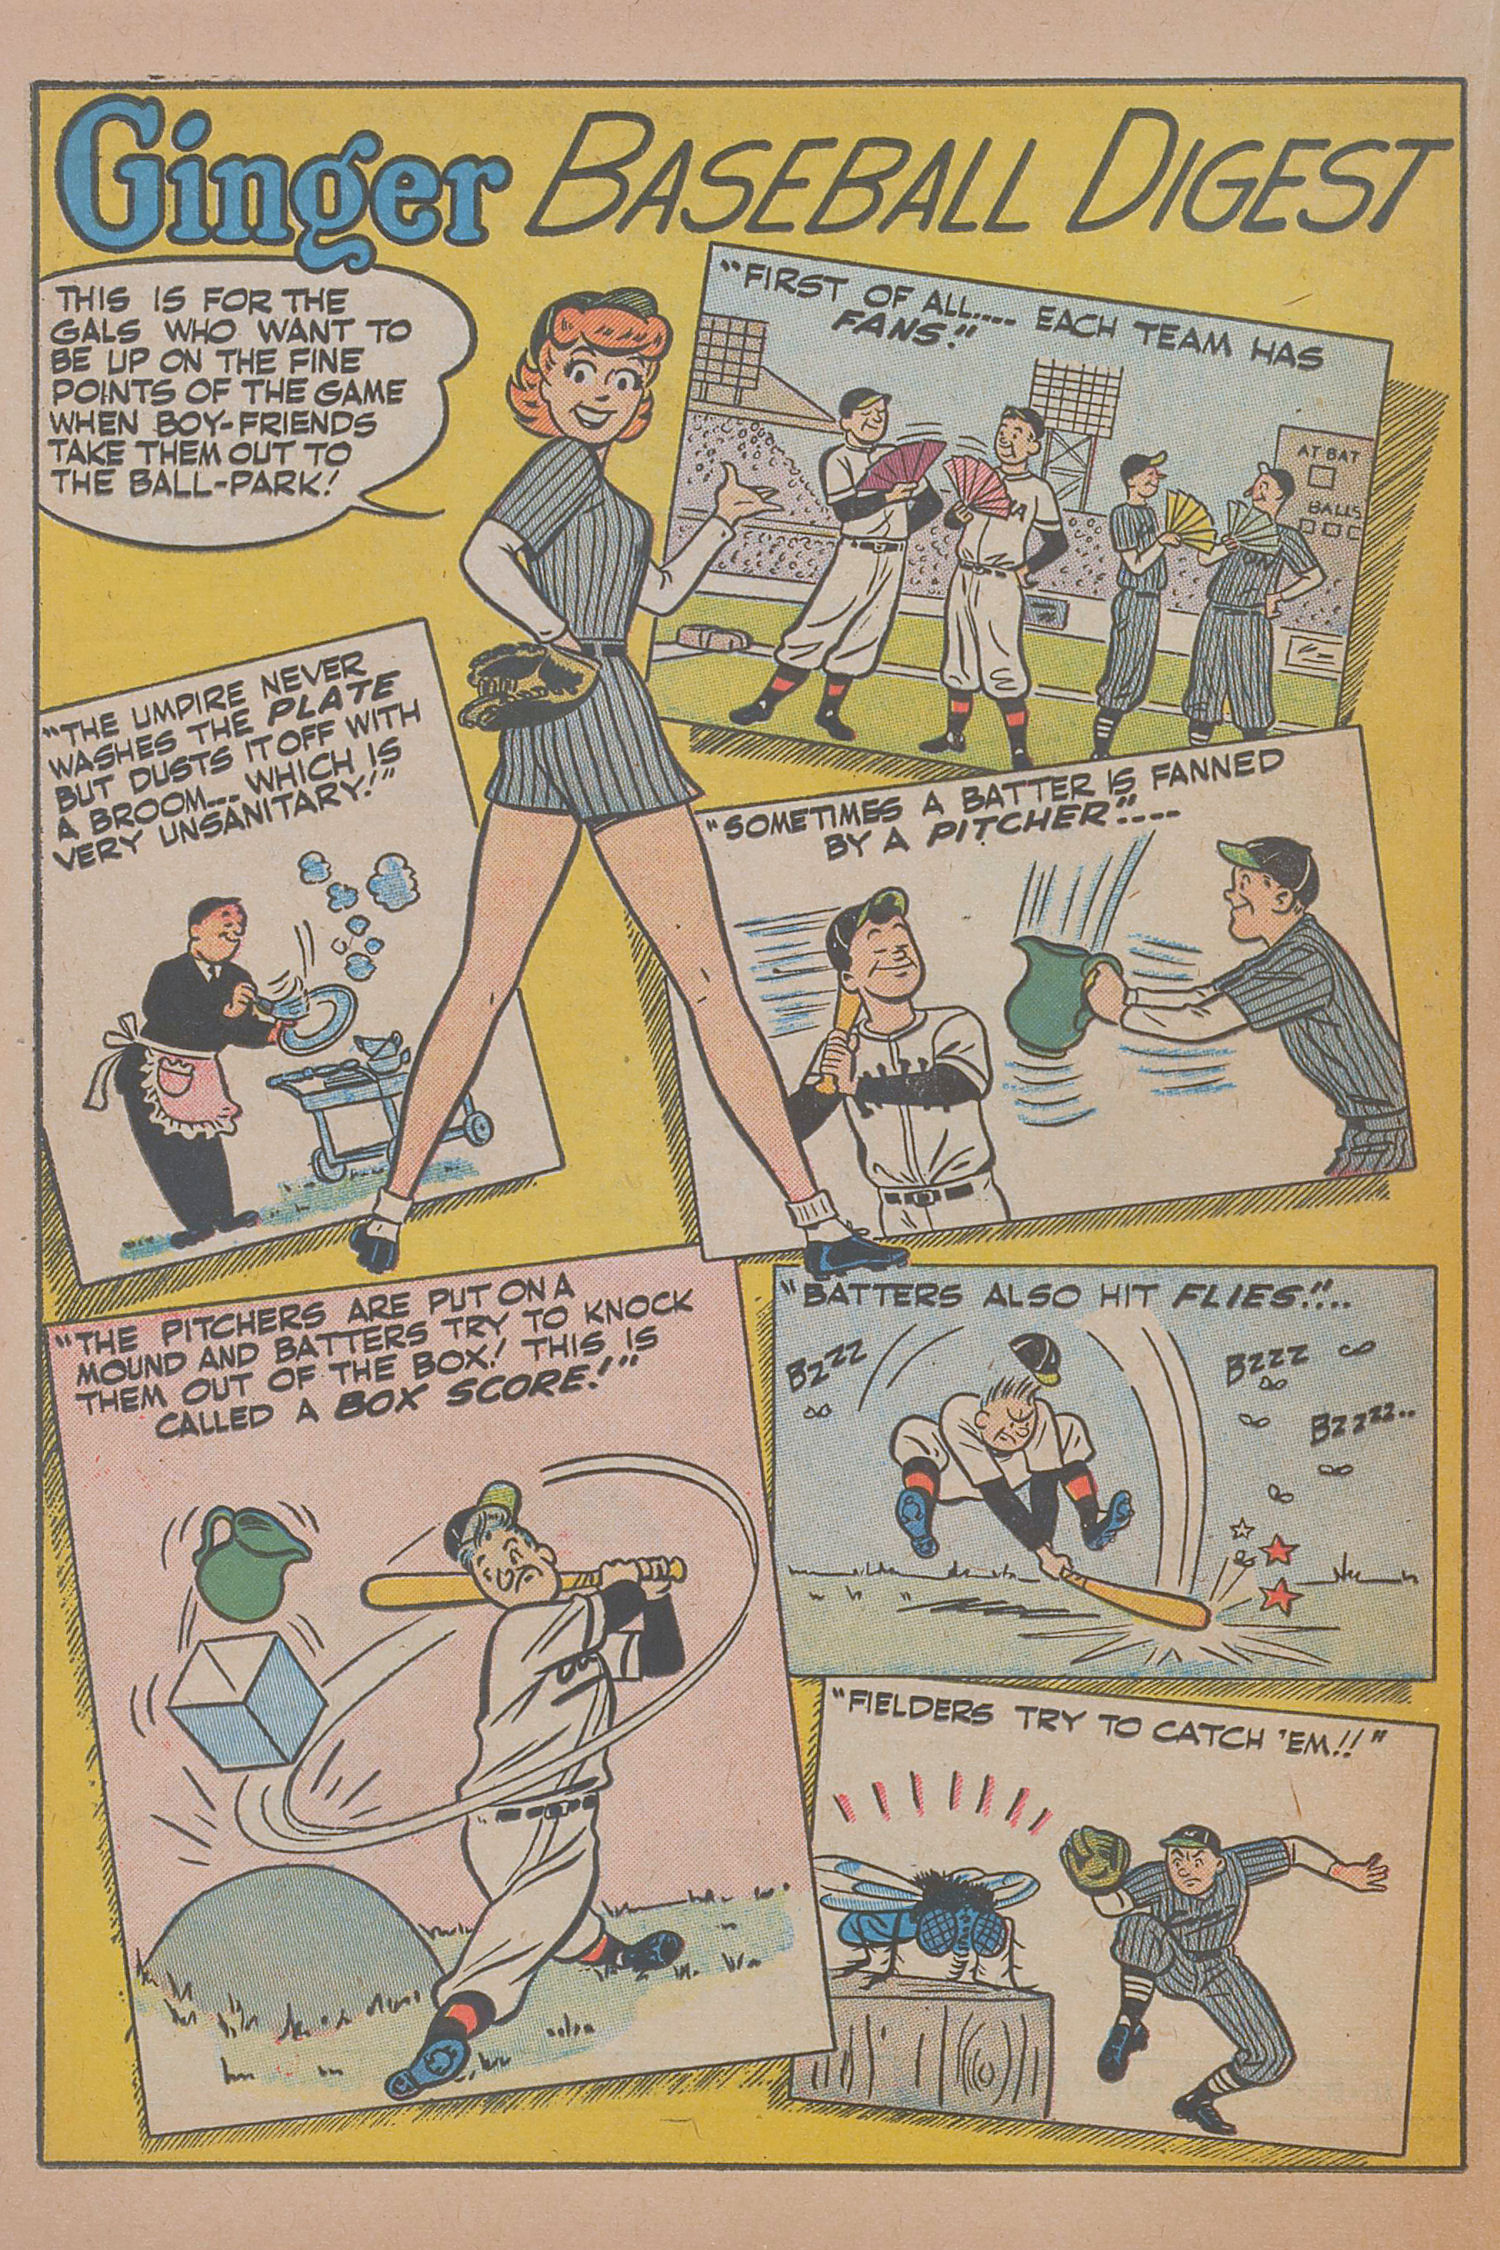 Ginger BASEBALL DIGEST
THIS IS FOR THE
GALS WHO WANT TO
BE UP ON THE FINE
POINTS OF THE GAME
WHEN BOY-FRIENDS
TAKE THEM OUT TO
THE BALL-PARK!
"FIRST OF ALL.... EACH TEAM HAS
FANS."
AT BAT
BALLS
"THE UMPIRE NEVER
WASHES THE PLATE
BUT DUSTS IT OFF WITH
A BROOM... WHICH IS
VERY UNSANITARY!"
"SOMETIMES A BATTER IS FANNED
BY A PITCHER"....
"THE PITCHERS ARE PUT ON A
MOUND AND BATTERS TRY TO KNOCK
THEM OUT OF THE BOX! THIS IS
CALLED A BOX SCORE!"
"BATTERS ALSO HIT FLIES!"...
BZZZ
BZZZ
BZZZZ..
"FIELDERS TRY TO CATCH 'EM!!"